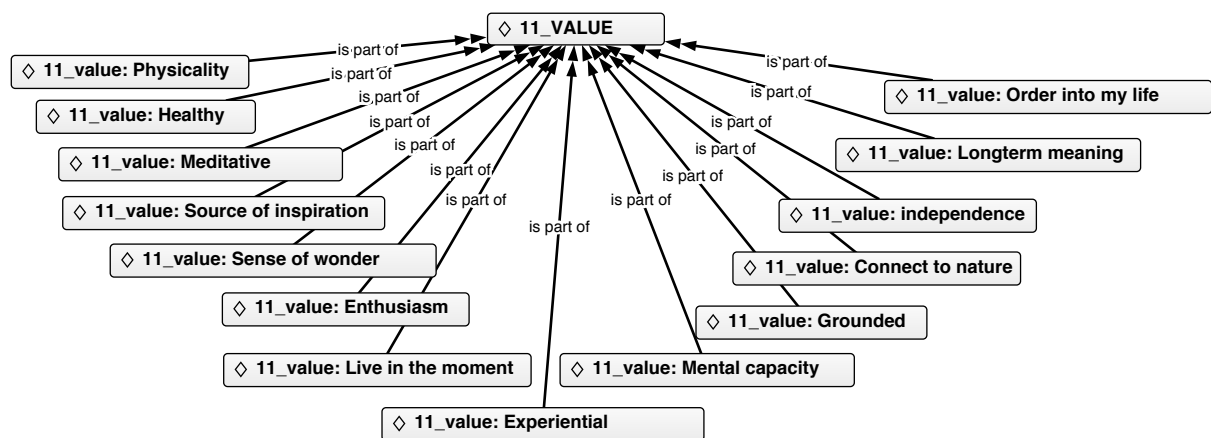 ◇ 11_VALUE
is part of
◇ 11_value: Physicality
is part of
◇ 11_value: Healthy
is part of
◇ 11_value: Meditative
is part of
◇ 11_value: Source of inspiration
is part of
◇ 11_value: Sense of wonder
is part of
◇ 11_value: Enthusiasm
is part of
◇ 11_value: Live in the moment
is part of
◇ 11_value: Experiential
is part of
◇ 11_value: Mental capacity
is part of
◇ 11_value: Grounded
is part of
◇ 11_value: Connect to nature
is part of
◇ 11_value: independence
is part of
◇ 11_value: Longterm meaning
is part of
◇ 11_value: Order into my life